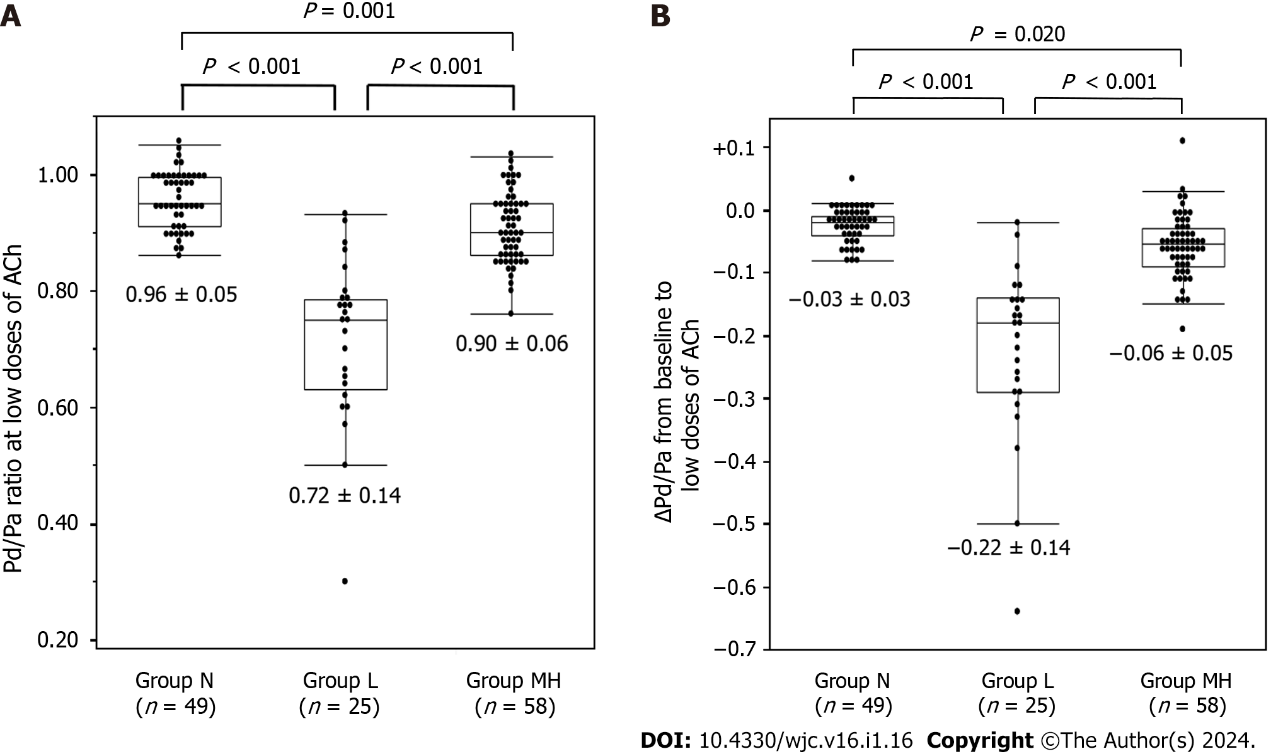 A
P = 0.001
P < 0.001
P < 0.001
Pd/Pa ratio at low doses of ACh
1.00
0.80
0.60
0.40
0.20
0.96 ± 0.05
0.72 ± 0.14
0.90 ± 0.06
Group N
(n = 49)
Group L
(n = 25)
Group MH
(n = 58)
B
P = 0.020
P < 0.001
P < 0.001
ΔPd/Pa from baseline to
low doses of ACh
+0.1
0.0
−0.1
−0.2
−0.3
−0.4
−0.5
−0.6
−0.7
−0.03 ± 0.03
−0.22 ± 0.14
−0.06 ± 0.05
Group N
(n = 49)
Group L
(n = 25)
Group MH
(n = 58)
DOI: 10.4330/wjc.v16.i1.16 Copyright ©The Author(s) 2024.